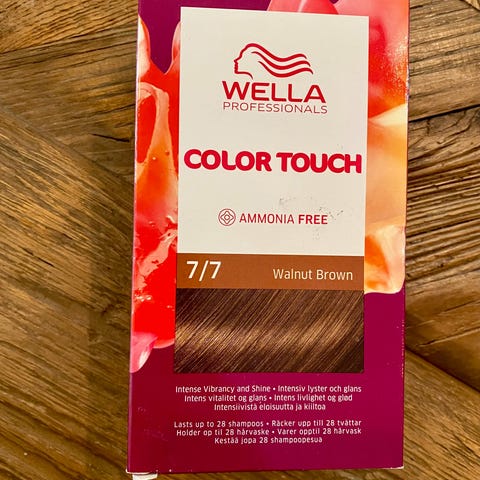 WELLA
PROFESSIONALS
COLOR TOUCH
AMMONIA FREE
7/7 Walnut Brown
Intense Vibrancy and Shine • Intensiv lyster och glans
Intens vitalitet og glans • Intens livlighet og glød
Intensiivistä eloisuutta ja kiiltoa
Lasts up to 28 shampoos • Räcker upp till 28 tvättar
Holder op til 28 hårvaske • Varer opptil 28 hårvask
Kestää jopa 28 shampoopesua